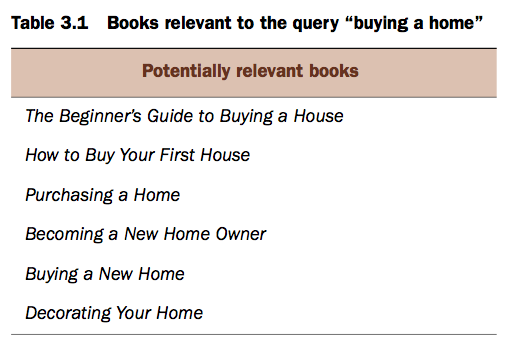 Table 3.1 Books relevant to the query “buying a home”
Potentially relevant books
The Beginner’s Guide to Buying a House
How to Buy Your First House
Purchasing a Home
Becoming a New Home Owner
Buying a New Home
Decorating Your Home